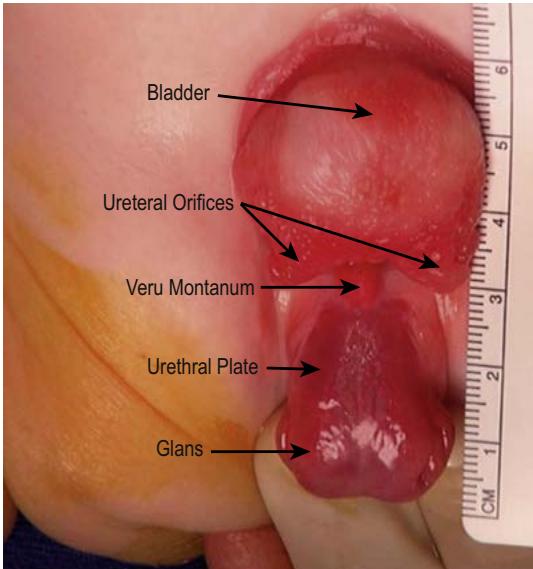 Bladder
Ureteral Orifices
Veru Montanum
Urethral Plate
Glans
6
5
4
3
2
1
CM